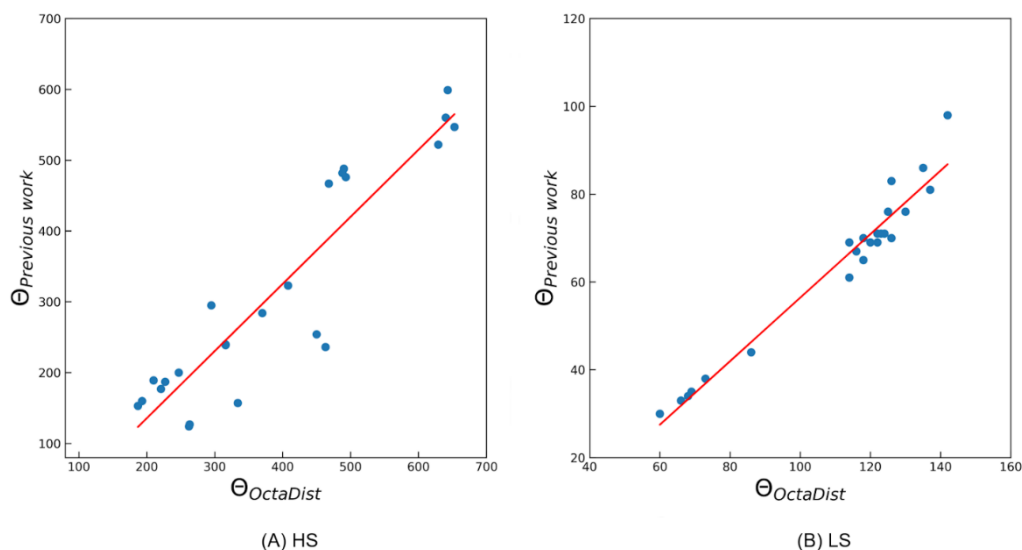 700
600
500
400
300
200
100
Θ Previous work
100 200 300 400 500 600 700
Θ OctaDist
(A) HS
120
100
80
60
40
20
Θ Previous work
40 60 80 100 120 140 160
Θ OctaDist
(B) LS